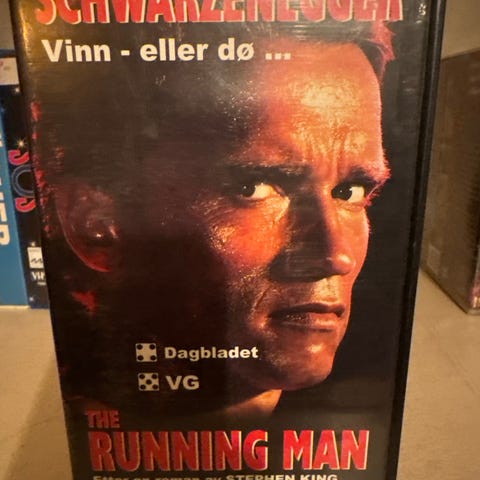 SCHWARZENEGGER
Vinn - eller dø ...
Dagbladet
VG
THE
RUNNING MAN
Etter en roman av STEPHEN KING